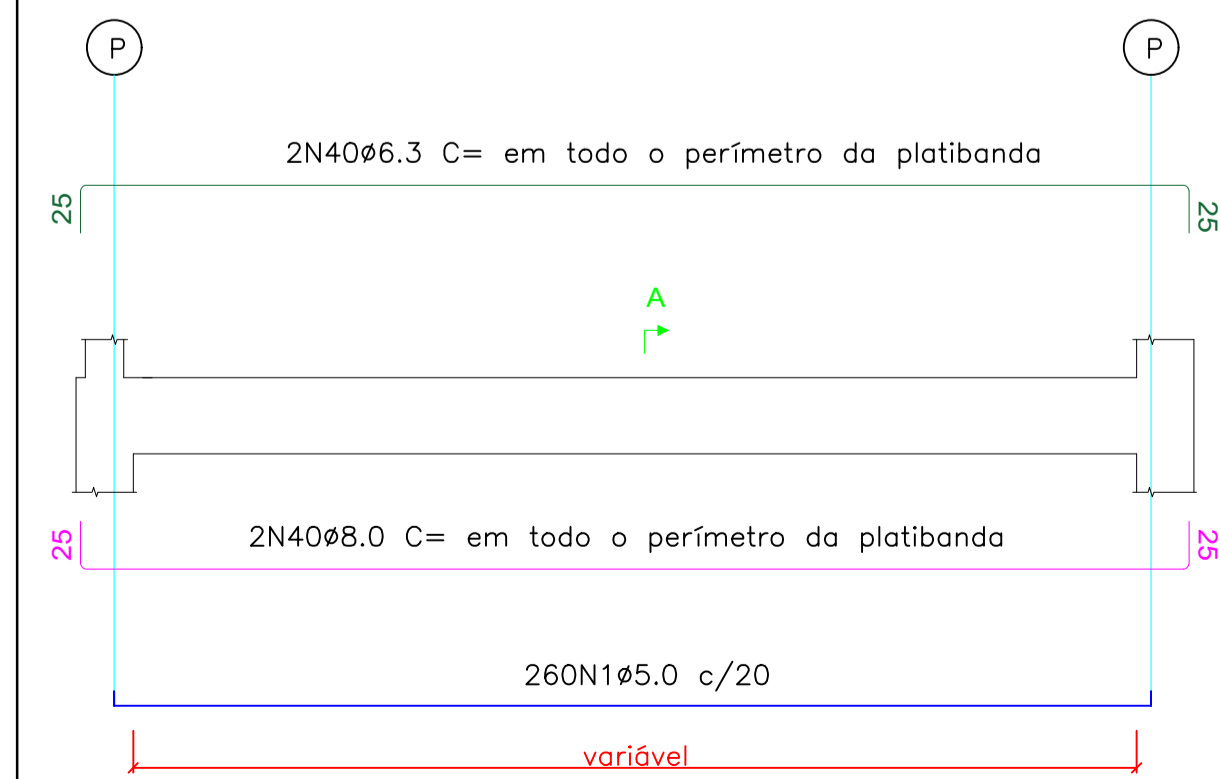 P
P
2N40ø6.3 C= em todo o perímetro da platibanda
25
25
A
2N40ø8.0 C= em todo o perímetro da platibanda
25
25
260N1ø5.0 c/20
variável